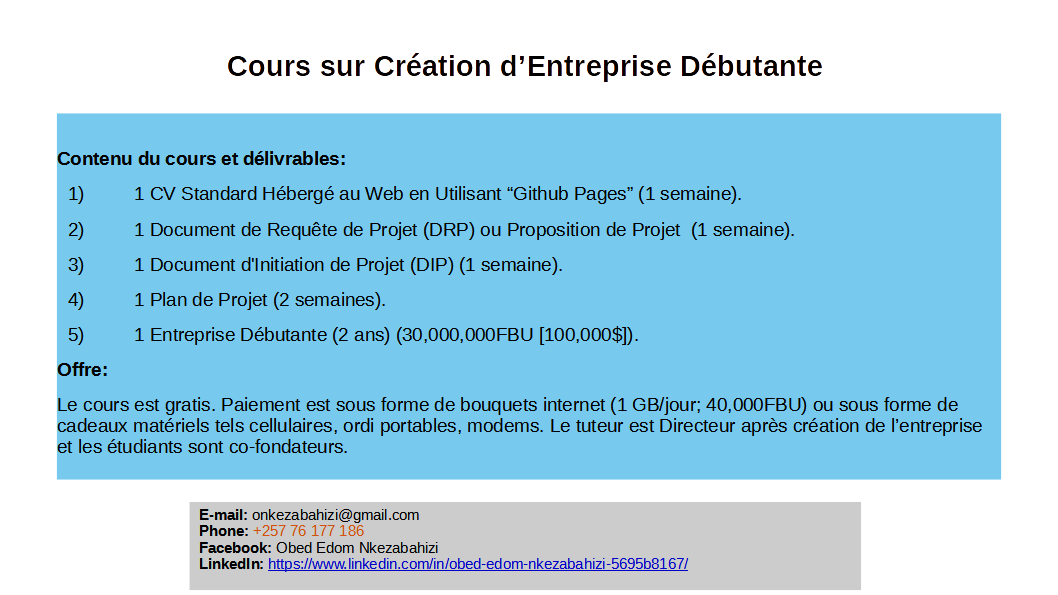 Cours sur Création d’Entreprise Débutante
Contenu du cours et délivrables:
1) 1 CV Standard Hébergé au Web en Utilisant “Github Pages” (1 semaine).
2) 1 Document de Requête de Projet (DRP) ou Proposition de Projet (1 semaine).
3) 1 Document d'Initiation de Projet (DIP) (1 semaine).
4) 1 Plan de Projet (2 semaines).
5) 1 Entreprise Débutante (2 ans) (30,000,000FBU [100,000$]).
Offre:
Le cours est gratis. Paiement est sous forme de bouquets internet (1 GB/jour; 40,000FBU) ou sous forme de
cadeaux matériels tels cellulaires, ordi portables, modems. Le tuteur est Directeur après création de l’entreprise
et les étudiants sont co-fondateurs.
E-mail: onkezabahizi@gmail.com
Phone: +257 76 177 186
Facebook: Obed Edom Nkezabahizi
LinkedIn: https://www.linkedin.com/in/obed-edom-nkezabahizi-5695b8167/